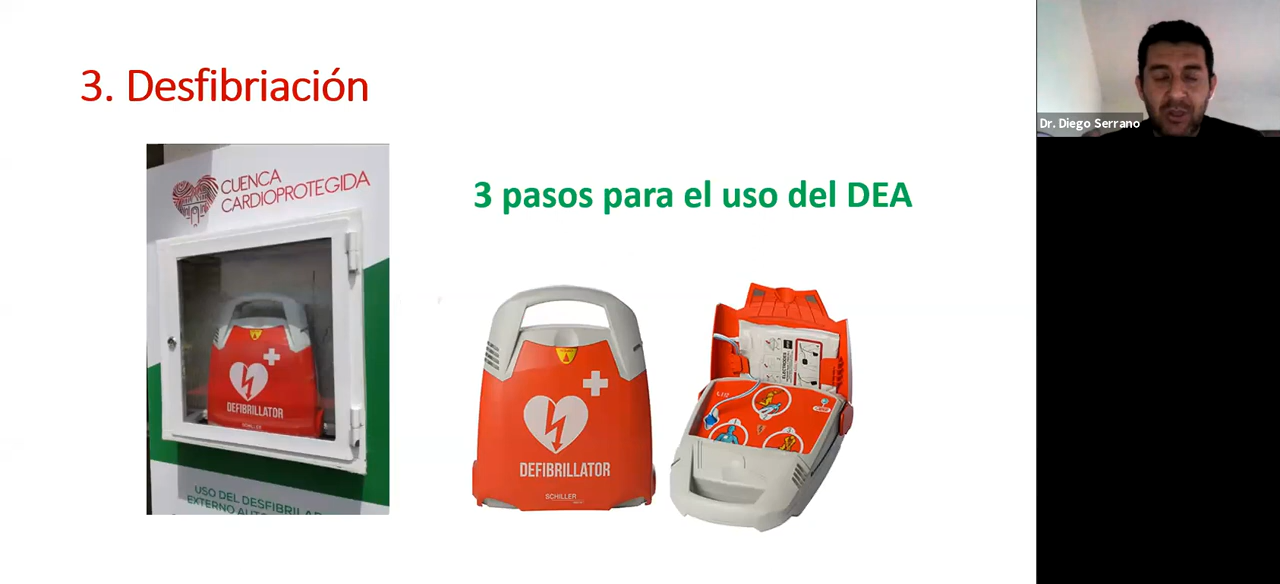 3. Desfibriación
CUENCA
CARDIOPROTEGIDA
DEFIBRILLATOR
SCHILLER
USO DEL DESFIBRILA
EXTERNO AUTO
3 pasos para el uso del DEA
DEFIBRILLATOR
SCHILLER
Dr. Diego Serrano